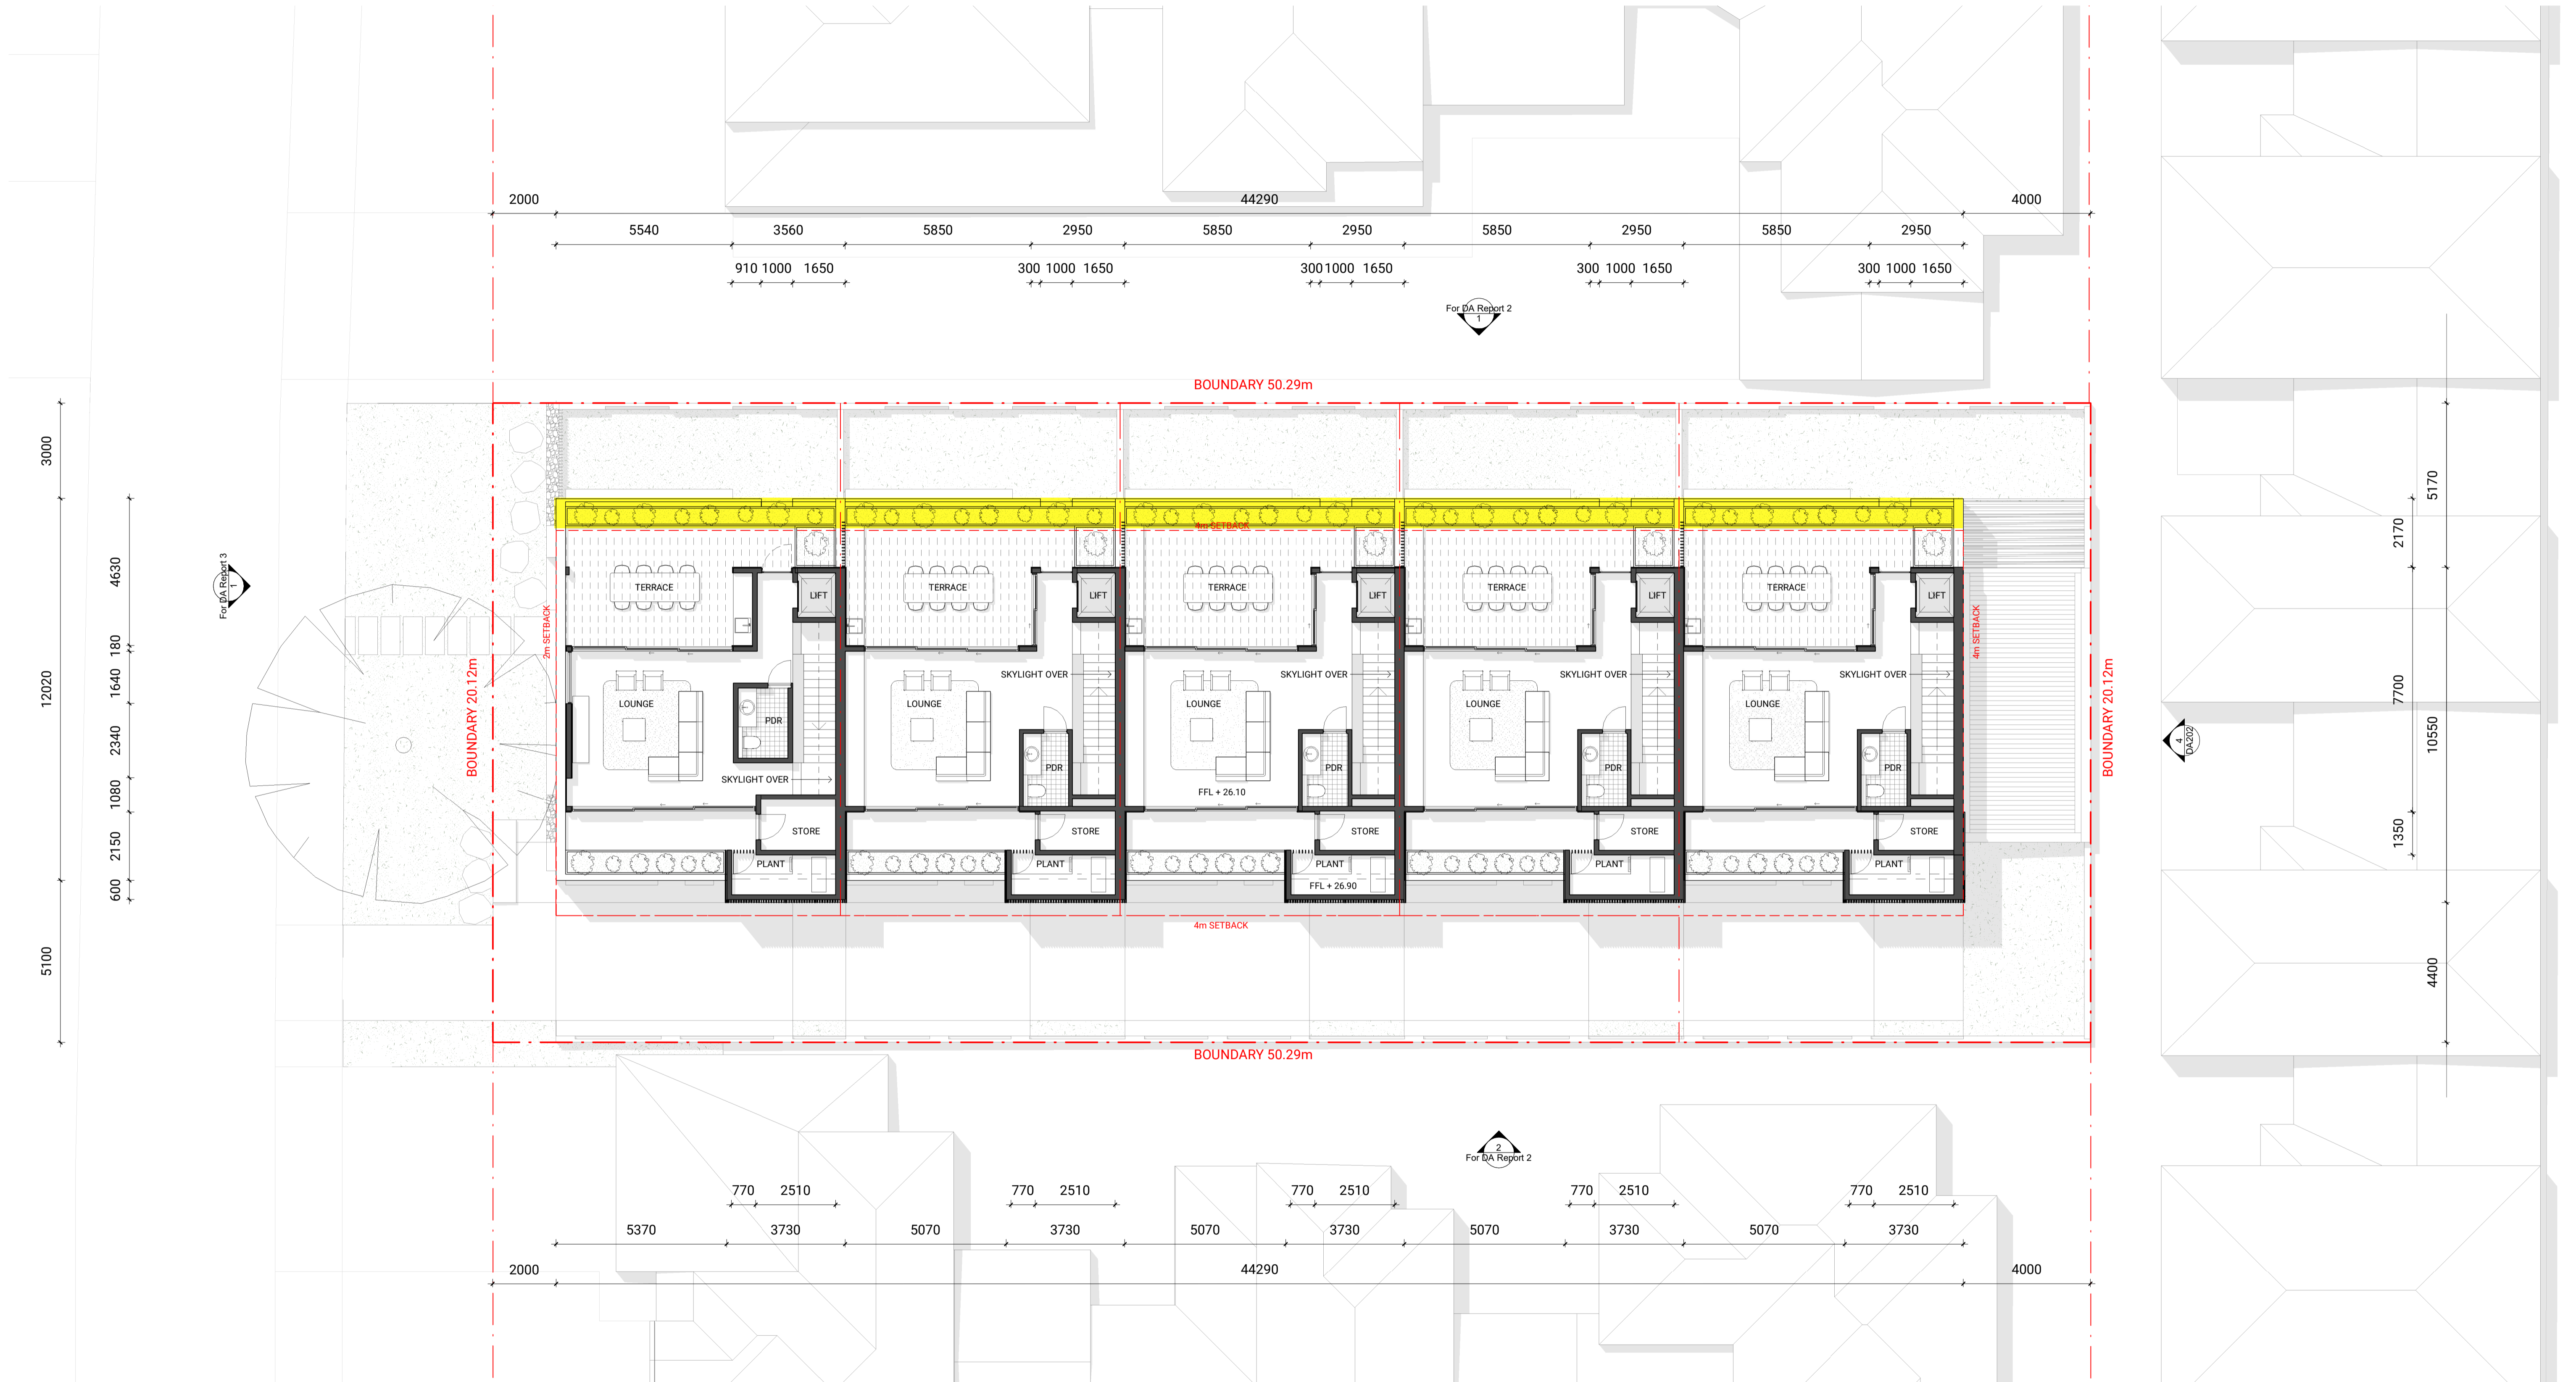 2000
44290
4000
5540
3560
5850
2950
5850
2950
5850
2950
5850
2950
910 1000 1650
300 1000 1650
300 1000 1650
300 1000 1650
300 1000 1650
For DA Report 2
1
BOUNDARY 50.29m
3000
5170
4m SETBACK
2170
4630
For DA Report 3
1
TERRACE
LIFT
TERRACE
LIFT
TERRACE
LIFT
TERRACE
LIFT
TERRACE
LIFT
2m SETBACK
4m SETBACK
180
12020
1640
BOUNDARY 20.12m
SKYLIGHT OVER
SKYLIGHT OVER
SKYLIGHT OVER
SKYLIGHT OVER
BOUNDARY 20.12m
7700
LOUNGE
PDR
LOUNGE
LOUNGE
LOUNGE
LOUNGE
2340
10550
4
DA202
PDR
PDR
PDR
PDR
SKYLIGHT OVER
FFL + 26.10
1080
2150
1350
STORE
STORE
STORE
STORE
STORE
PLANT
PLANT
PLANT
PLANT
PLANT
FFL + 26.90
600
4m SETBACK
5100
4400
BOUNDARY 50.29m
2
For DA Report 2
770 2510
770 2510
770 2510
770 2510
770 2510
5370
3730
5070
3730
5070
3730
5070
3730
5070
3730
2000
44290
4000